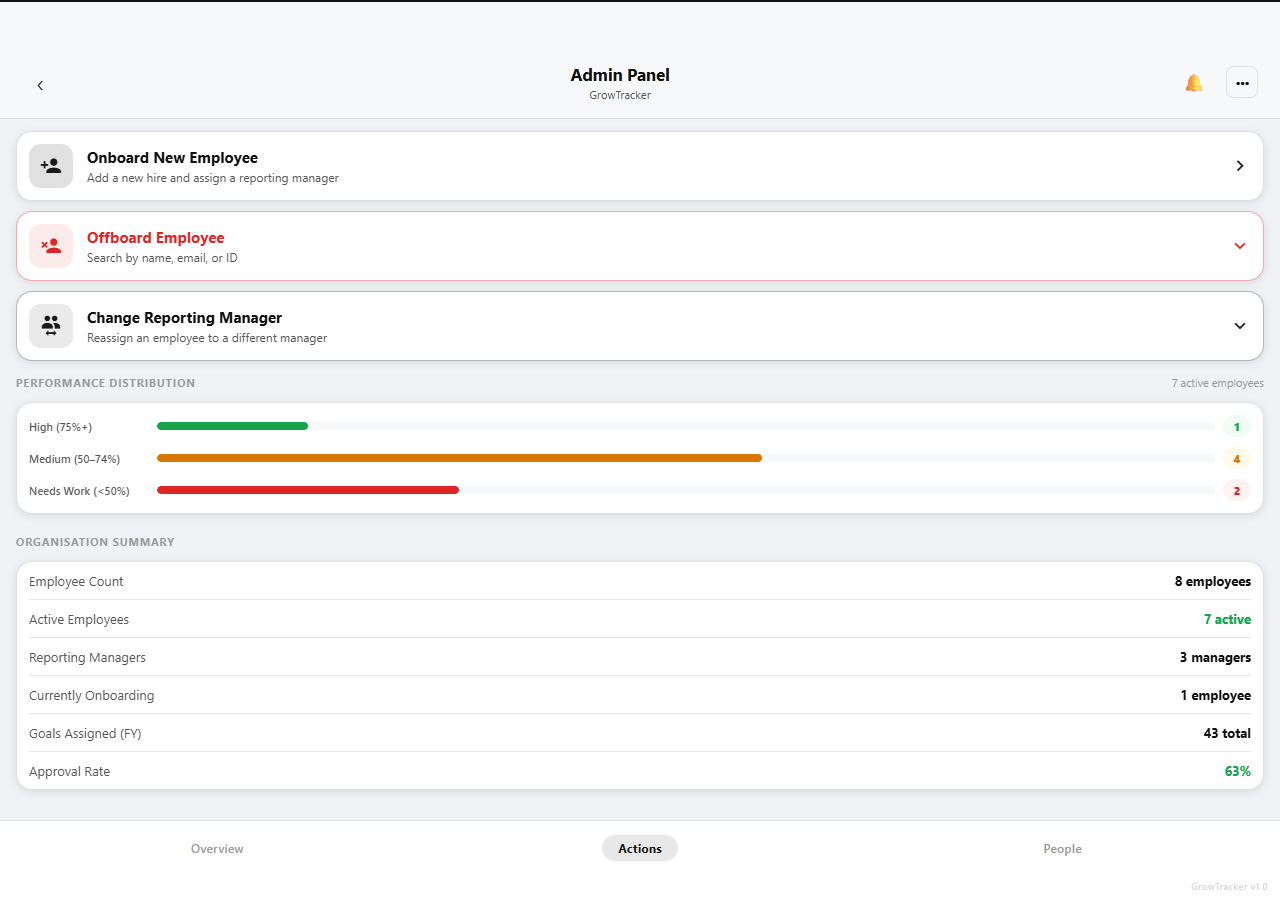 Admin Panel
GrowTracker
Onboard New Employee
Add a new hire and assign a reporting manager
Offboard Employee
Search by name, email, or ID
Change Reporting Manager
Reassign an employee to a different manager
PERFORMANCE DISTRIBUTION 7 active employees
High (75%+) 1
Medium (50–74%) 4
Needs Work (<50%) 2
ORGANISATION SUMMARY
Employee Count 8 employees
Active Employees 7 active
Reporting Managers 3 managers
Currently Onboarding 1 employee
Goals Assigned (FY) 43 total
Approval Rate 63%
Overview Actions People
GrowTracker v1.0